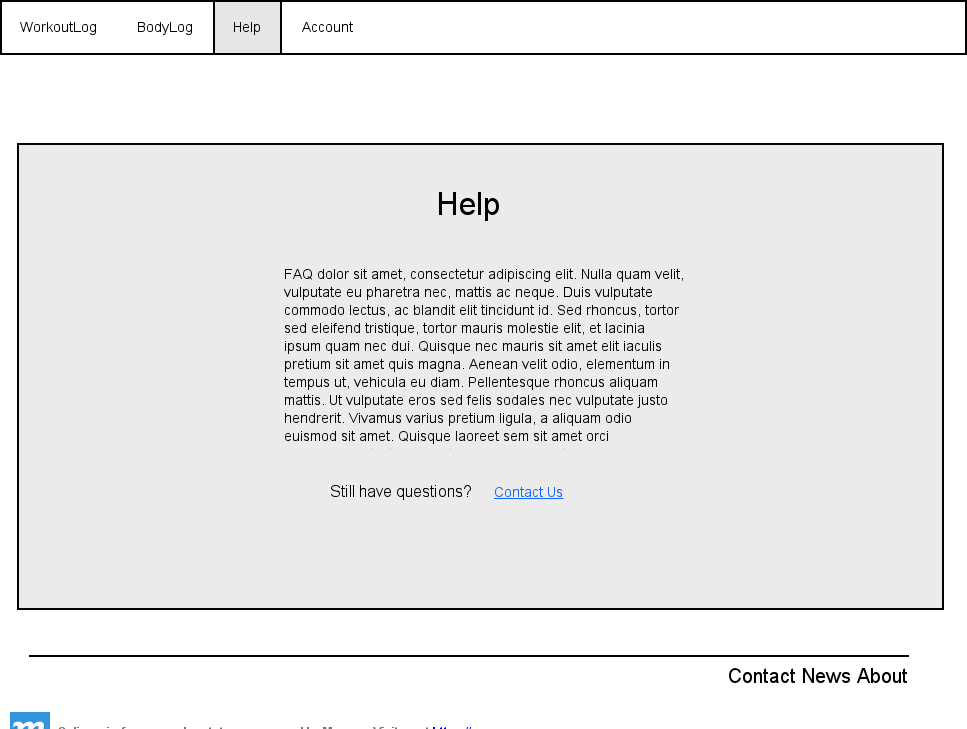 WorkoutLog BodyLog Help Account
Help
FAQ dolor sit amet, consectetur adipiscing elit. Nulla quam velit,
vulputate eu pharetra nec, mattis ac neque. Duis vulputate
commodo lectus, ac blandit elit tincidunt id. Sed rhoncus, tortor
sed eleifend tristique, tortor mauris molestie elit, et lacinia
ipsum quam nec dui. Quisque nec mauris sit amet elit iaculis
pretium sit amet quis magna. Aenean velit odio, elementum in
tempus ut, vehicula eu diam. Pellentesque rhoncus aliquam
mattis. Ut vulputate eros sed felis sodales nec vulputate justo
hendrerit. Vivamus varius pretium ligula, a aliquam odio
euismod sit amet. Quisque laoreet sem sit amet orci
Still have questions? Contact Us
Contact News About